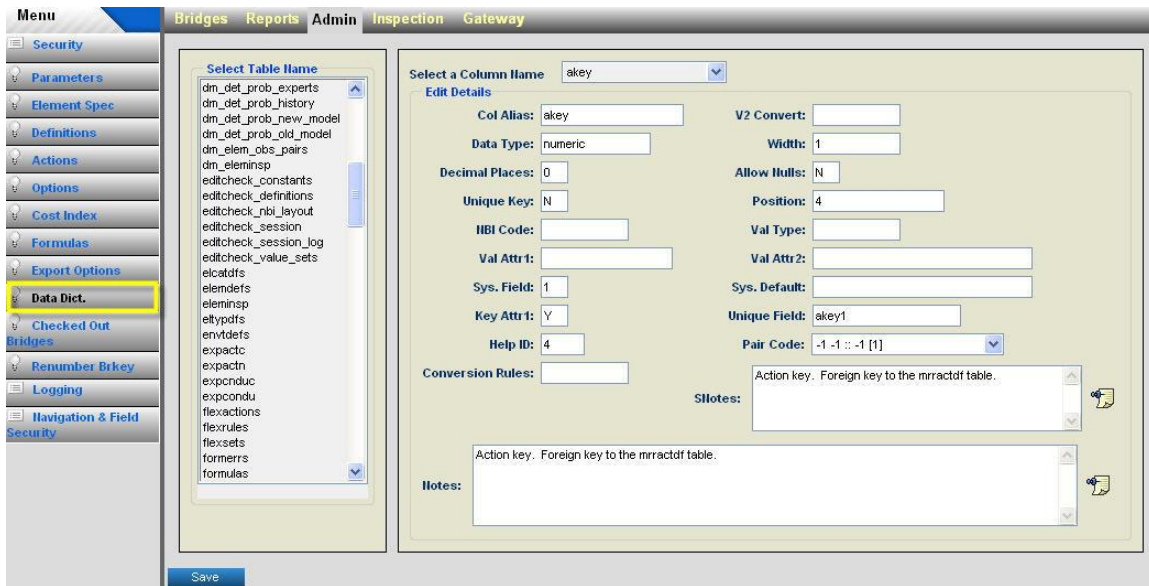 Menu
Bridges Reports Admin Inspection Gateway
Security
Parameters
Element Spec
Definitions
Actions
Options
Cost Index
Formulas
Export Options
Data Dict.
Checked Out
Bridges
Renumber Brkey
Logging
Navigation & Field
Security
Select Table Name
dm_det_prob_experts
dm_det_prob_history
dm_det_prob_new_model
dm_det_prob_old_model
dm_elem_obs_pairs
dm_eleminsp
editcheck_constants
editcheck_definitions
editcheck_nbi_layout
editcheck_session
editcheck_session_log
editcheck_value_sets
elcatdfs
elemdefs
eleminsp
eltypdfs
envtdefs
expactc
expactn
expcnduc
expcondu
flexactions
flexrules
flexsets
formerrs
formulas
Select a Column Name akey
Edit Details
Col Alias: akey V2 Convert:
Data Type: numeric Width: 1
Decimal Places: 0 Allow Nulls: N
Unique Key: N Position: 4
NBI Code: Val Type:
Val Attr1: Val Attr2:
Sys. Field: 1 Sys. Default:
Key Attr1: Y Unique Field: akey1
Help ID: 4 Pair Code: -1 -1 :: -1 [1]
Conversion Rules:
SNotes: Action key. Foreign key to the mrractdf table.
Notes: Action key. Foreign key to the mrractdf table.
Save